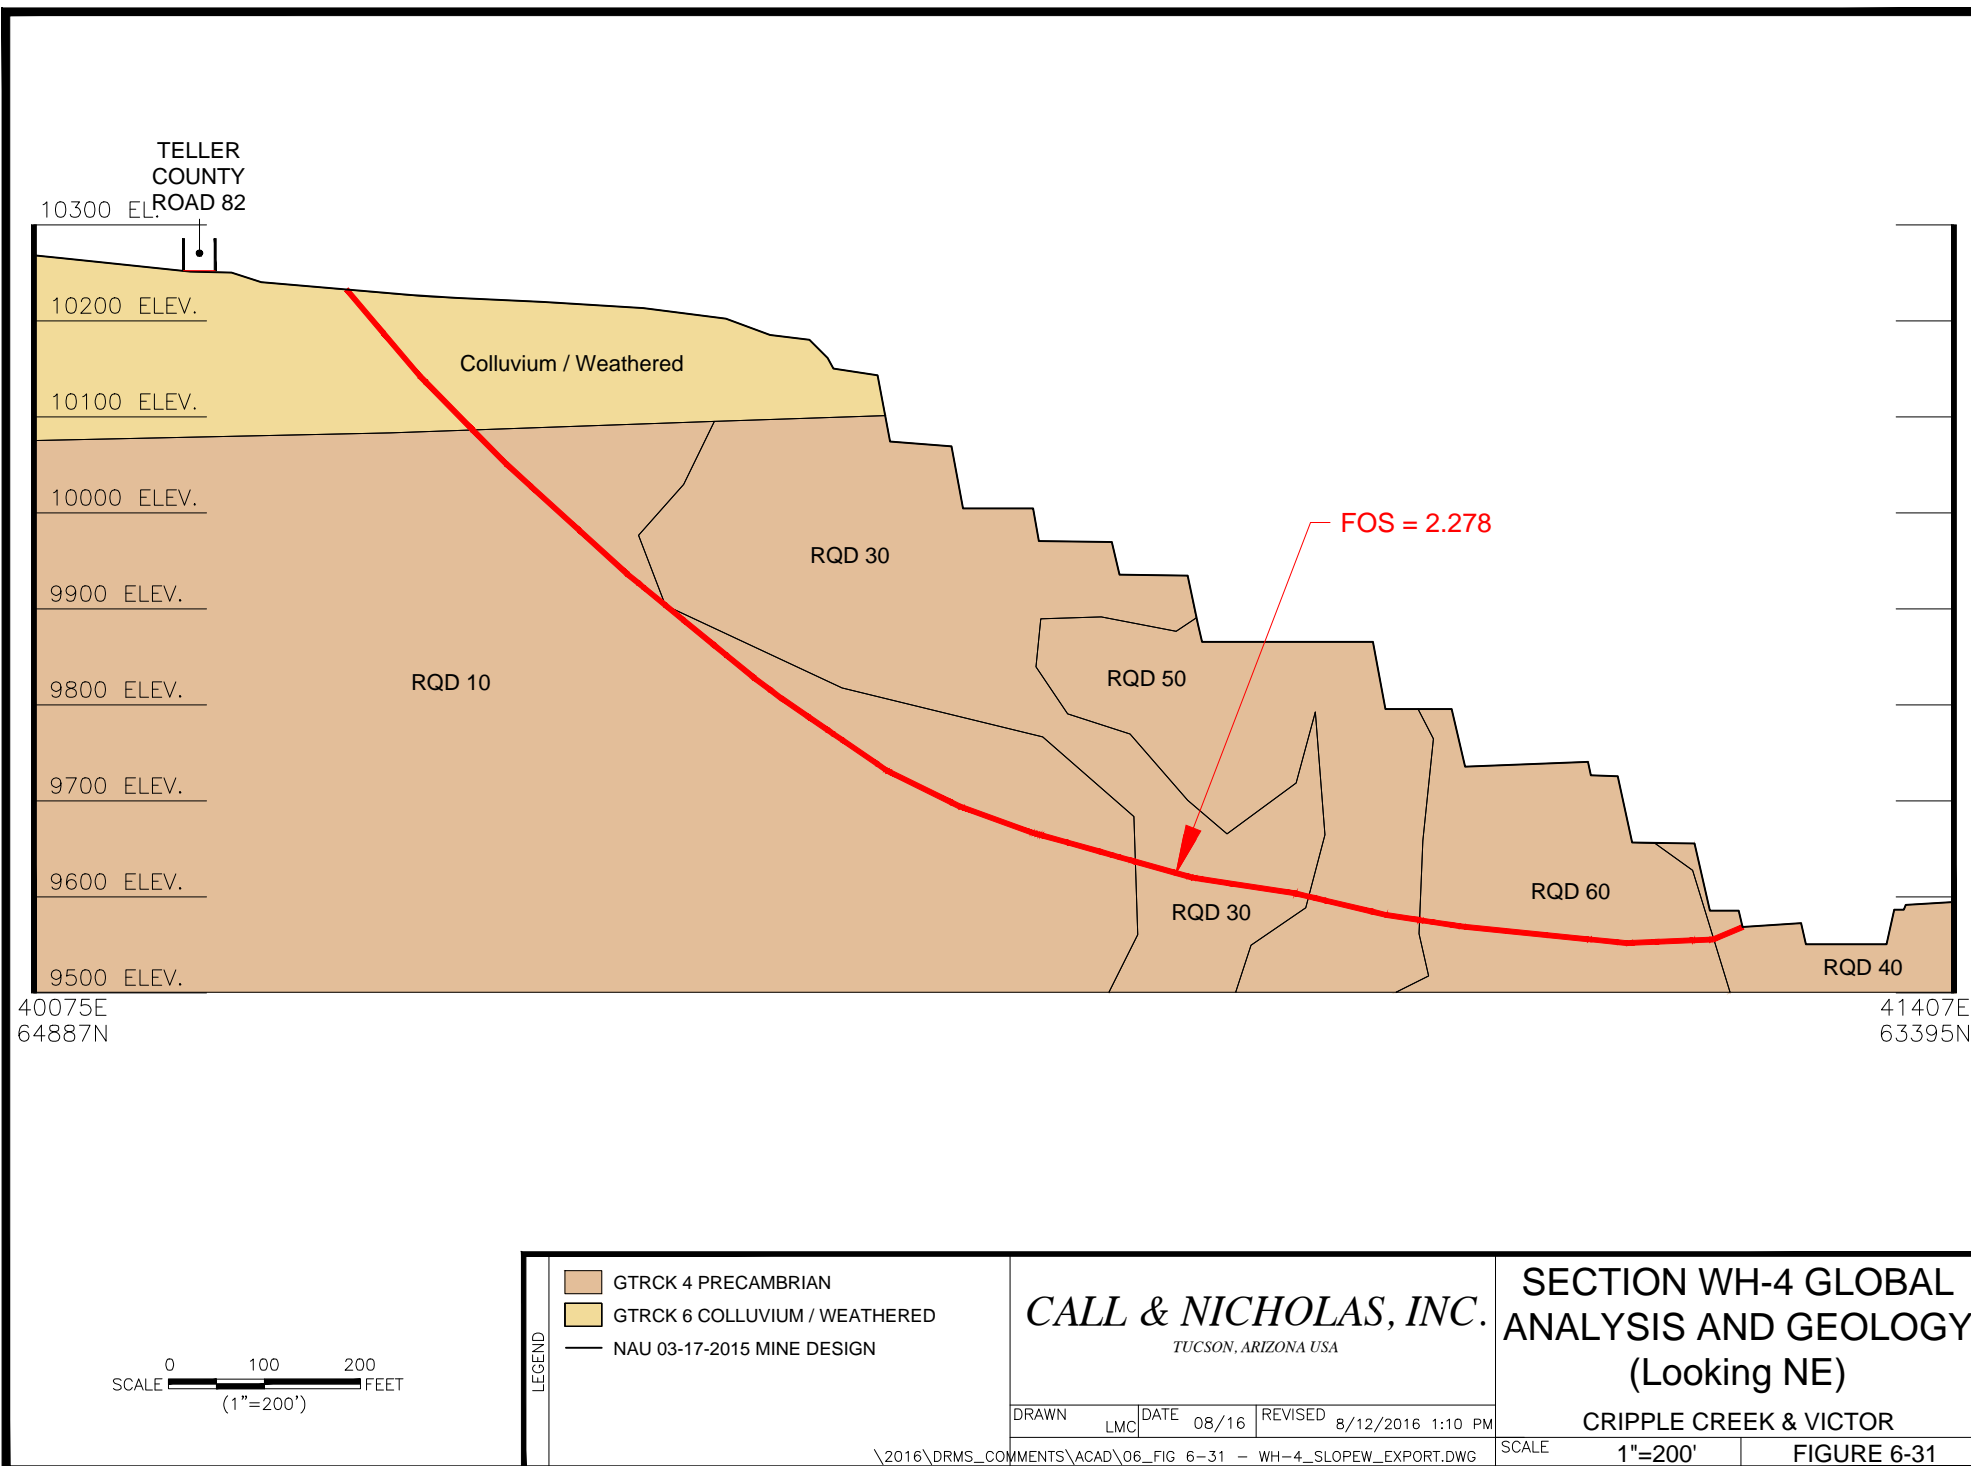 TELLER
COUNTY
ROAD 82
10300 EL.
10200 ELEV.
Colluvium / Weathered
10100 ELEV.
10000 ELEV.
FOS = 2.278
RQD 30
9900 ELEV.
RQD 10
RQD 50
9800 ELEV.
9700 ELEV.
9600 ELEV.
RQD 60
RQD 30
9500 ELEV.
RQD 40
40075E
64887N
41407E
63395N
SCALE
0 100 200
FEET
(1"=200')
LEGEND
GTRCK 4 PRECAMBRIAN
GTRCK 6 COLLUVIUM / WEATHERED
NAU 03-17-2015 MINE DESIGN
CALL & NICHOLAS, INC.
TUCSON, ARIZONA USA
DRAWN LMC
DATE 08/16
REVISED 8/12/2016 1:10 PM
\2016\DRMS_COMMENTS\ACAD\06_FIG 6-31 - WH-4_SLOPEW_EXPORT.DWG
SECTION WH-4 GLOBAL
ANALYSIS AND GEOLOGY
(Looking NE)
CRIPPLE CREEK & VICTOR
SCALE 1"=200'
FIGURE 6-31